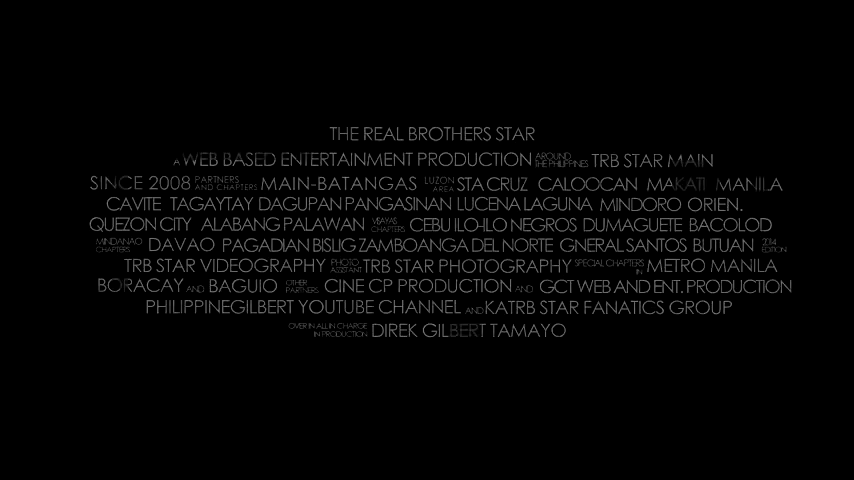 THE REAL BROTHERS STAR
A WEB BASED ENTERTAINMENT PRODUCTION AROUND THE PHILIPPINES TRB STAR MAIN
SINCE 2008 PARTNERS AND CHAPTERS MAIN-BATANGAS LUZON AREA STA CRUZ CALOOCAN MAKATI MANILA
CAVITE TAGAYTAY DAGUPAN PANGASINAN LUCENA LAGUNA MINDORO ORIEN.
QUEZON CITY ALABANG PALAWAN VISAYAS CHAPTERS CEBU ILO-ILO NEGROS DUMAGUETE BACOLOD
MINDANAO CHAPTERS DAVAO PAGADIAN BISLIG ZAMBOANGA DEL NORTE GNERAL SANTOS BUTUAN 2014 EDITION
TRB STAR VIDEOGRAPHY PHOTO ASSISTANT TRB STAR PHOTOGRAPHY SPECIAL CHAPTERS IN METRO MANILA
BORACAY AND BAGUIO OTHER PARTNERS CINE CP PRODUCTION AND GCT WEB AND ENT. PRODUCTION
PHILIPPINEGILBERT YOUTUBE CHANNEL AND KATRB STAR FANATICS GROUP
OVER IN ALL IN CHARGE IN PRODUCTION DIREK GILBERT TAMAYO